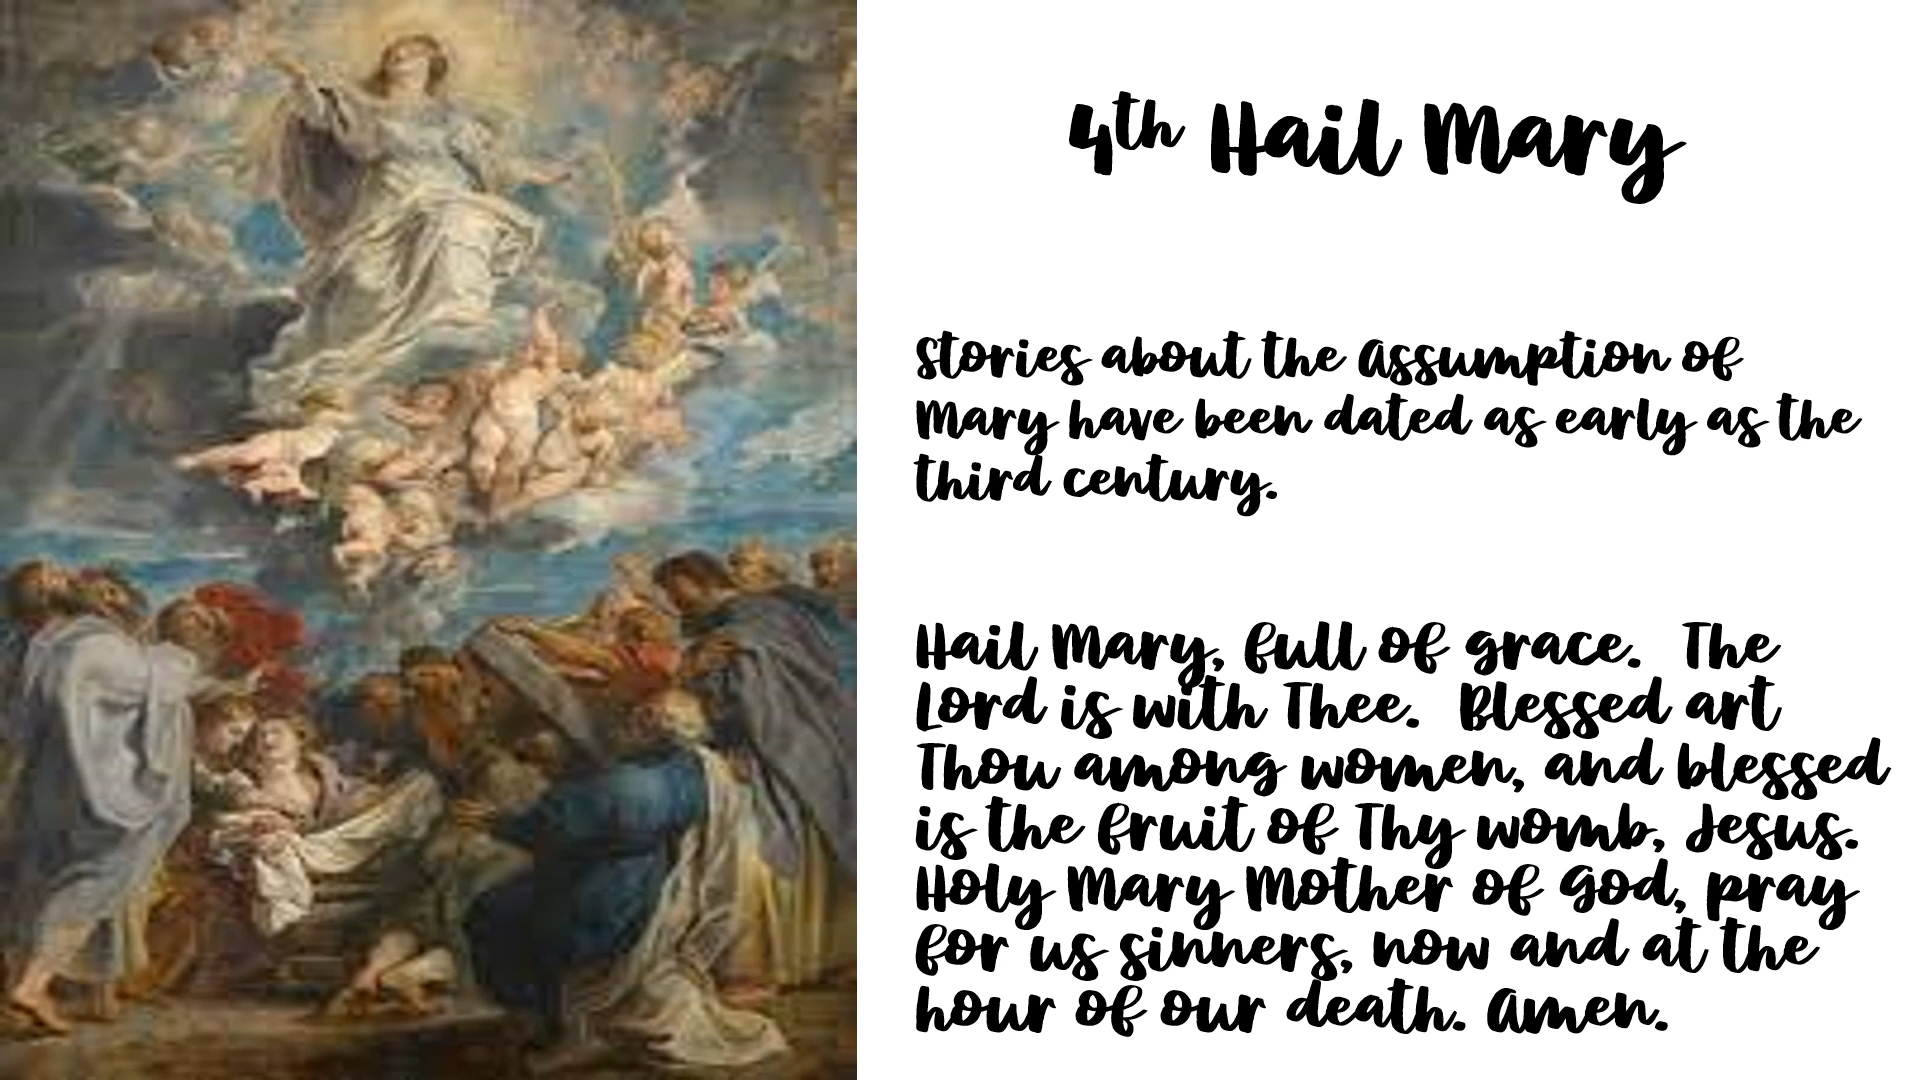 4th Hail Mary
Stories about the Assumption of
Mary have been dated as early as the
third century.
Hail Mary, full of grace.  The
Lord is with Thee.  Blessed art
Thou among women, and blessed
is the fruit of Thy womb, Jesus.
Holy Mary Mother of God, pray
for us sinners, now and at the
hour of our death. Amen.